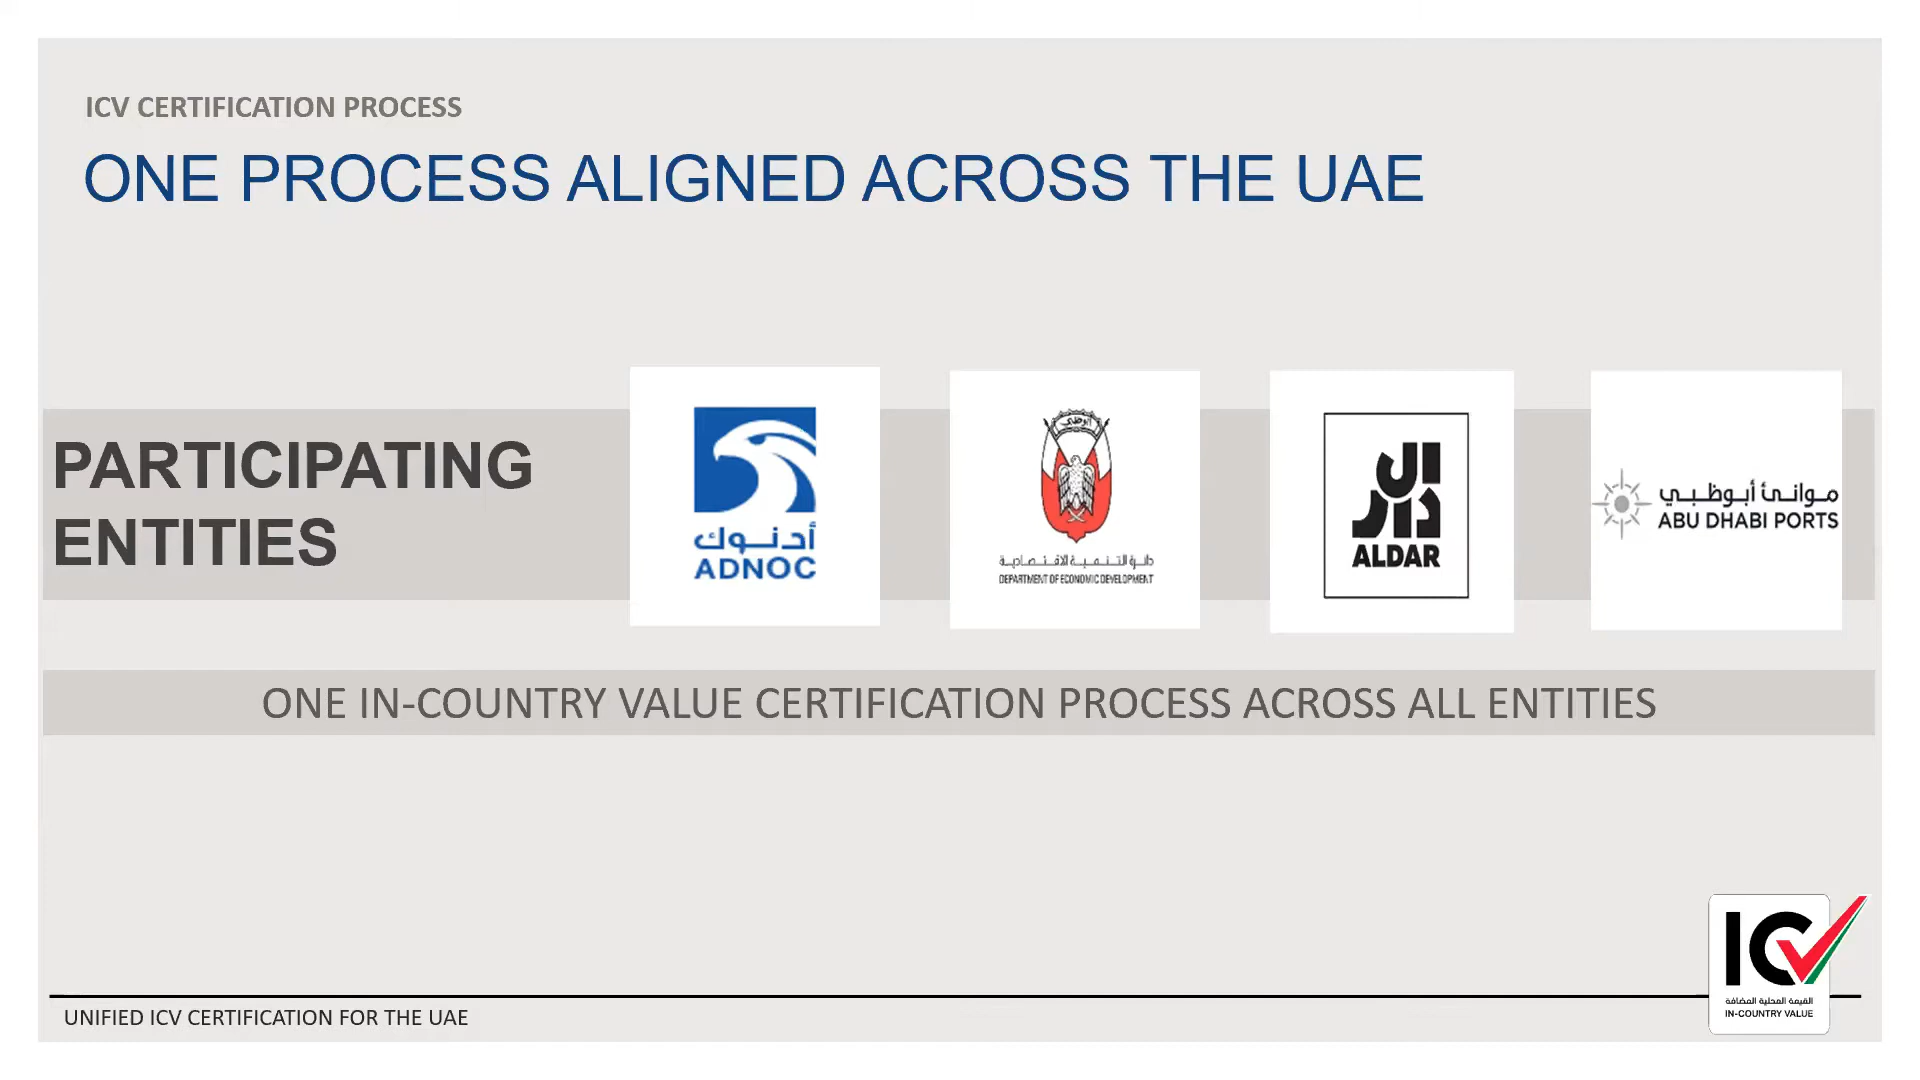 ICV CERTIFICATION PROCESS
ONE PROCESS ALIGNED ACROSS THE UAE
PARTICIPATING
ENTITIES
أدنوك
ADNOC
أبوظبي
دائرة التنمية الاقتصادية
DEPARTMENT OF ECONOMIC DEVELOPMENT
الدار
ALDAR
موانئ أبوظبي
ABU DHABI PORTS
ONE IN-COUNTRY VALUE CERTIFICATION PROCESS ACROSS ALL ENTITIES
UNIFIED ICV CERTIFICATION FOR THE UAE
ICV
القيمة المحلية المضافة
IN-COUNTRY VALUE